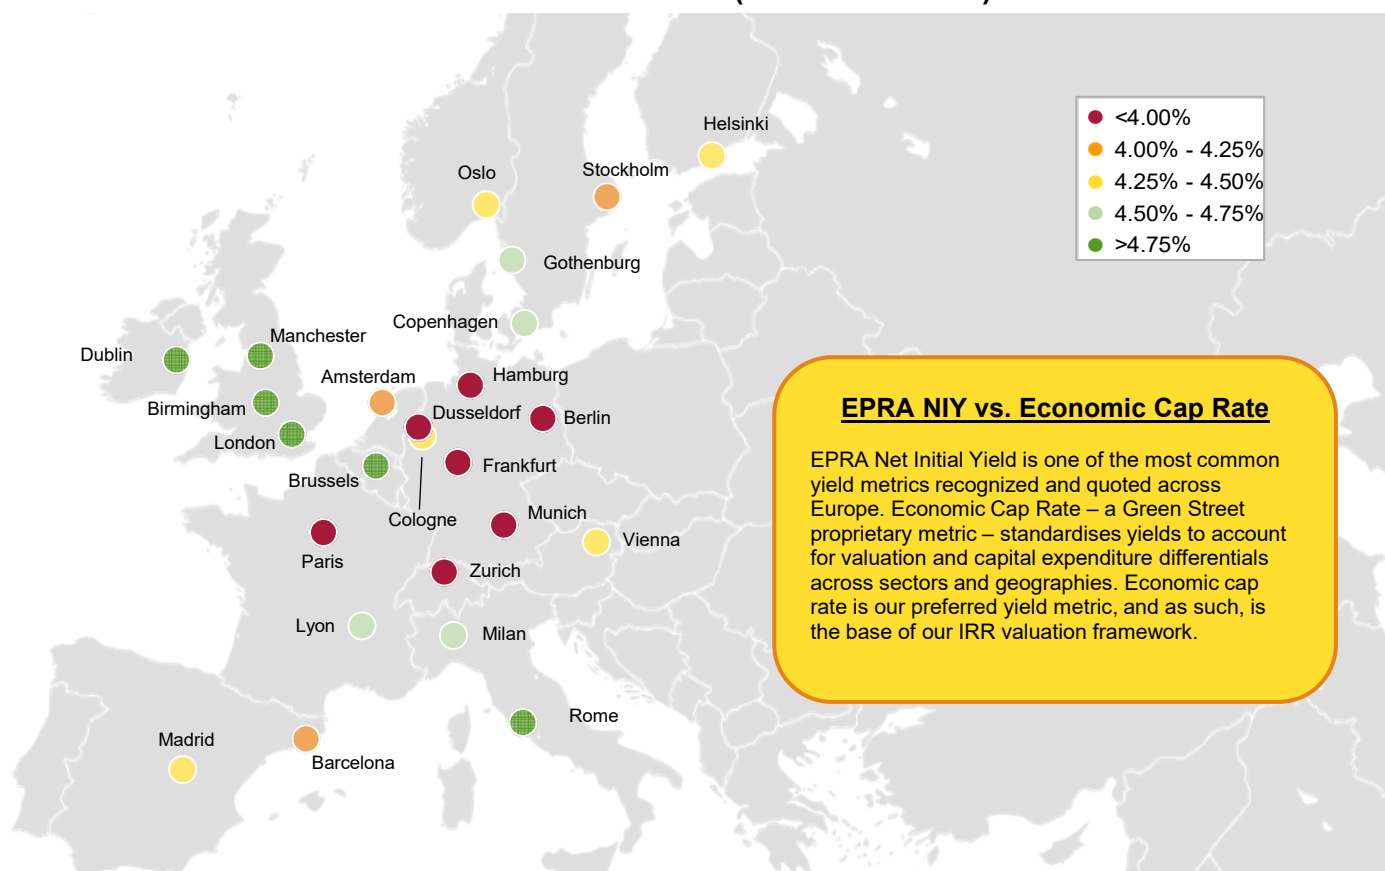 Helsinki
<4.00%
4.00% - 4.25%
4.25% - 4.50%
4.50% - 4.75%
>4.75%
Oslo
Stockholm
Gothenburg
Copenhagen
Manchester
Dublin
Amsterdam
Hamburg
Birmingham
Dusseldorf
Berlin
London
Brussels
Frankfurt
Cologne
Munich
Vienna
Paris
Zurich
Lyon
Milan
Rome
Madrid
Barcelona
EPRA NIY vs. Economic Cap Rate
EPRA Net Initial Yield is one of the most common
yield metrics recognized and quoted across
Europe. Economic Cap Rate – a Green Street
proprietary metric – standardises yields to account
for valuation and capital expenditure differentials
across sectors and geographies. Economic cap
rate is our preferred yield metric, and as such, is
the base of our IRR valuation framework.